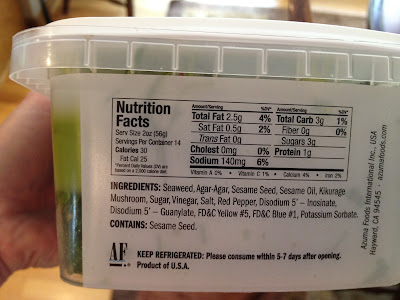 Nutrition
Facts
Serv Size 2oz (56g)
Servings Per Container 14
Calories 30
Fat Cal 25
*Percent Daily Values (DV) are
based on a 2,000 calorie diet.
Amount/Serving %DV*
Total Fat 2.5g 4%
Sat Fat 0.5g 2%
Trans Fat 0g
Cholest 0mg 0%
Sodium 140mg 6%
Amount/Serving %DV*
Total Carb 3g 1%
Fiber 0g 0%
Sugars 3g
Protein 1g
Vitamin A 0% • Vitamin C 1% • Calcium 4% • Iron 2%
INGREDIENTS: Seaweed, Agar-Agar, Sesame Seed, Sesame Oil, Kikurage
Mushroom, Sugar, Vinegar, Salt, Red Pepper, Disodium 5' – Inosinate,
Disodium 5' – Guanylate, FD&C Yellow #5, FD&C Blue #1, Potassium Sorbate.
CONTAINS: Sesame Seed.
AF
KEEP REFRIGERATED: Please consume within 5-7 days after opening.
Product of U.S.A.
Azuma Foods International Inc., USA
Hayward, CA 94545 - azumafoods.com